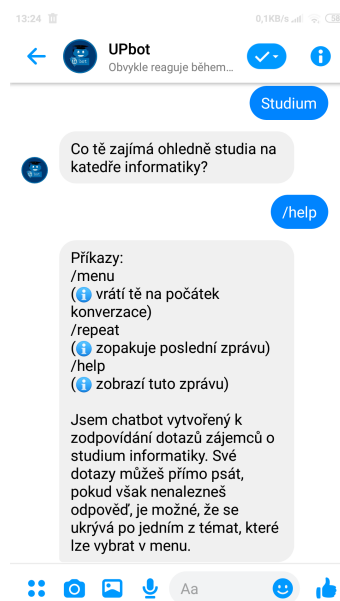 13:24 0,1KB/s 58
UPbot
Obvykle reaguje během...
Studium
Co tě zajímá ohledně studia na
katedře informatiky?
/help
Příkazy:
/menu
(i vrátí tě na počátek
konverzace)
/repeat
(i zopakuje poslední zprávu)
/help
(i zobrazí tuto zprávu)
Jsem chatbot vytvořený k
zodpovídání dotazů zájemců o
studium informatiky. Své
dotazy můžeš přímo psát,
pokud však nenalezneš
odpověď, je možné, že se
ukrývá po jedním z témat, které
lze vybrat v menu.
Aa